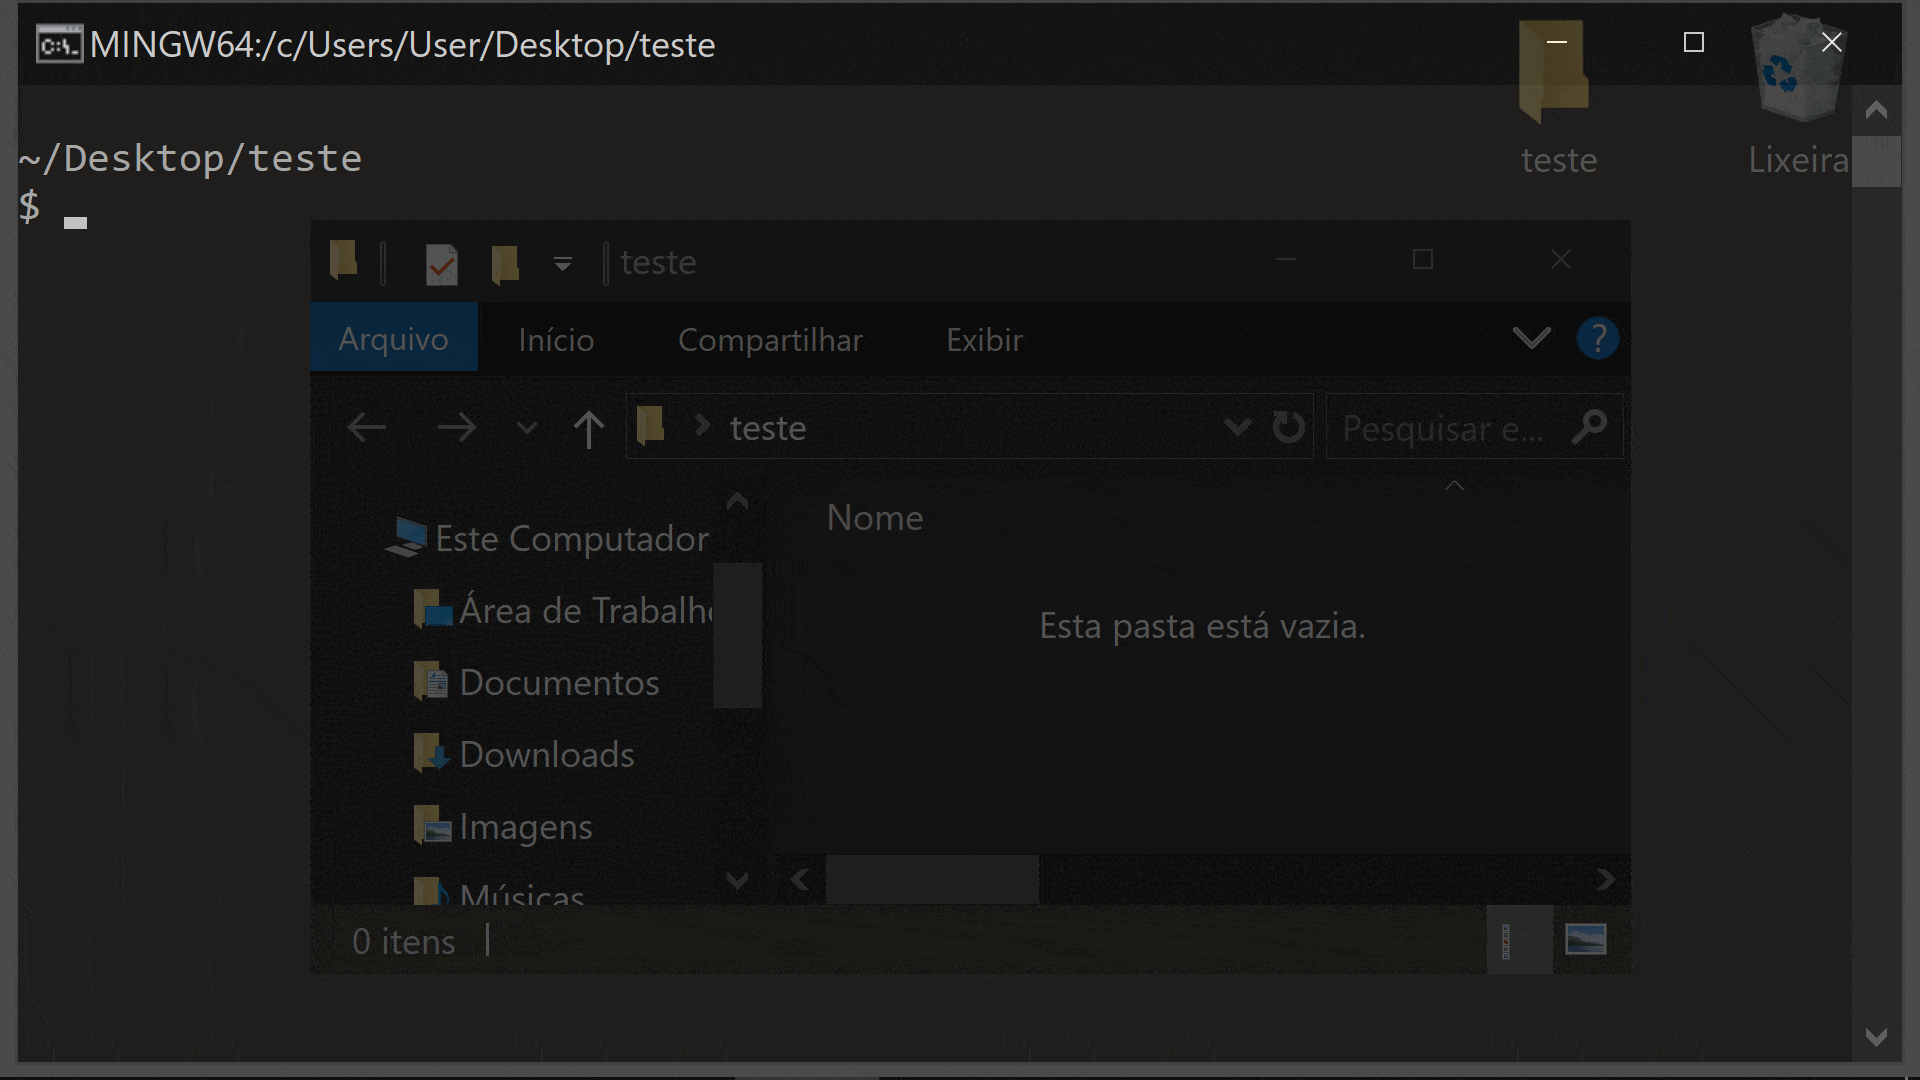 MINGW64:/c/Users/User/Desktop/teste
~/Desktop/teste
$
teste
Lixeira
teste
Arquivo
Início
Compartilhar
Exibir
?
teste
Pesquisar e...
Este Computador
Área de Trabalho
Documentos
Downloads
Imagens
Músicas
Nome
Esta pasta está vazia.
0 itens